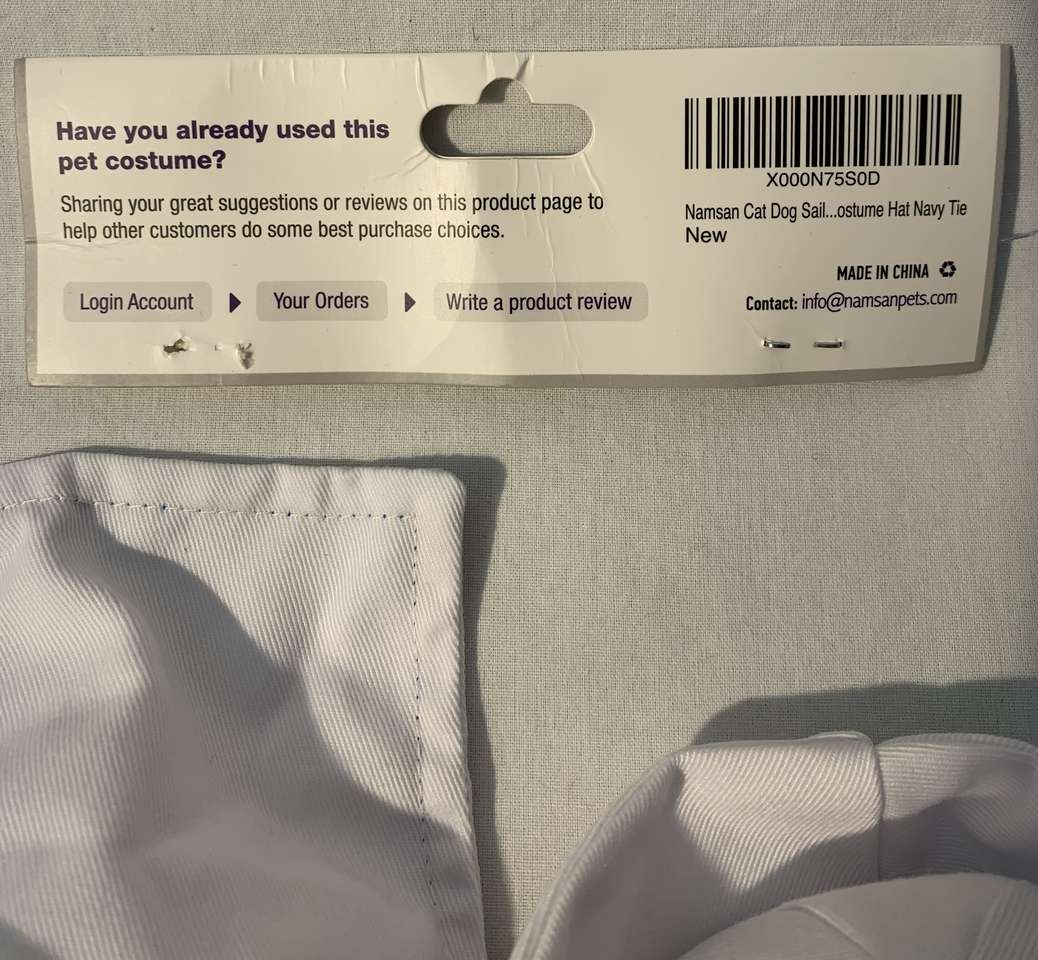 Have you already used this
pet costume?
Sharing your great suggestions or reviews on this product page to
help other customers do some best purchase choices.
Login Account
Your Orders
Write a product review
X000N75S0D
Namsan Cat Dog Sail...ostume Hat Navy Tie
New
MADE IN CHINA
Contact: info@namsanpets.com